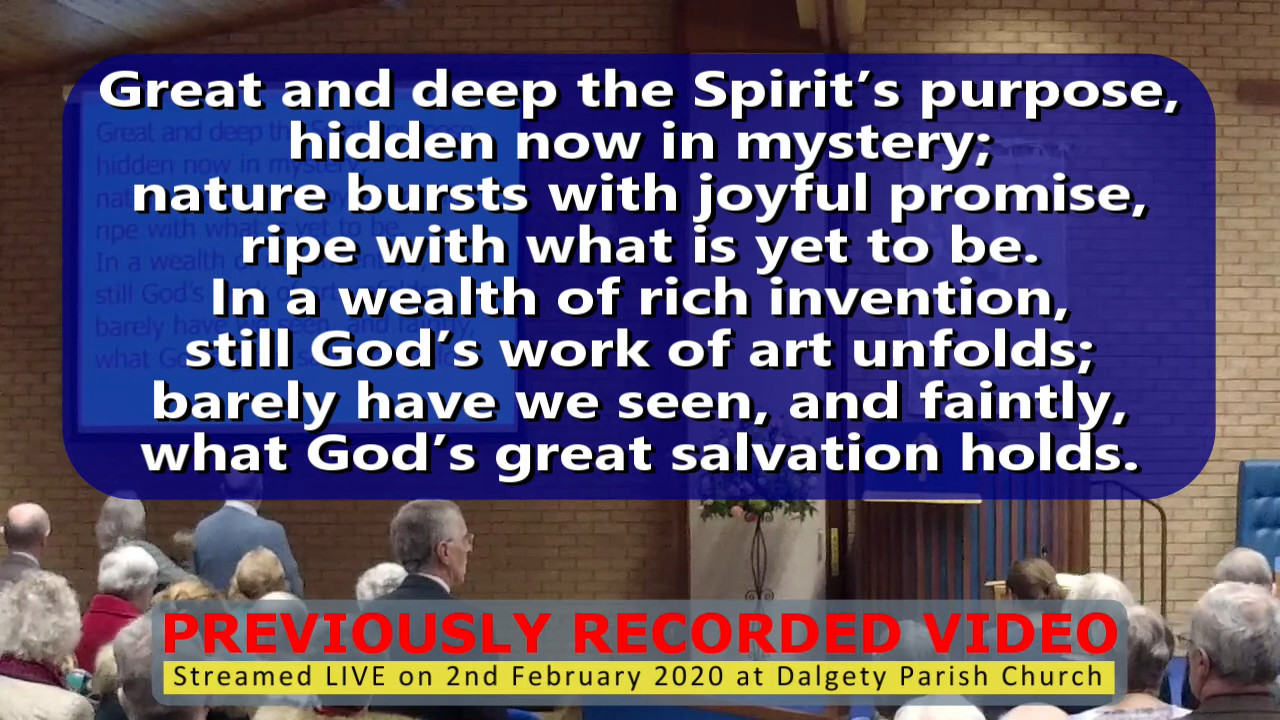 Great and deep the Spirit’s purpose,
hidden now in mystery;
nature bursts with joyful promise,
ripe with what is yet to be.
In a wealth of rich invention,
still God’s work of art unfolds;
barely have we seen, and faintly,
what God’s great salvation holds.
PREVIOUSLY RECORDED VIDEO
Streamed LIVE on 2nd February 2020 at Dalgety Parish Church